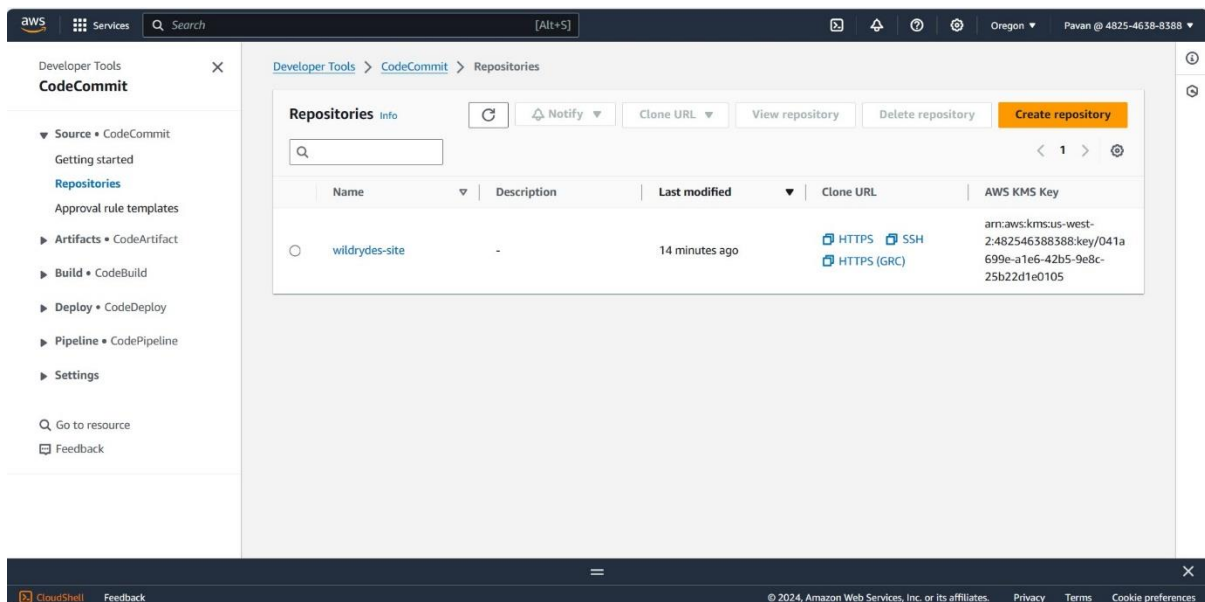 aws
Services
Search
[Alt+S]
Oregon
Pavan @ 4825-4638-8388
Developer Tools
CodeCommit
Source • CodeCommit
Getting started
Repositories
Approval rule templates
Artifacts • CodeArtifact
Build • CodeBuild
Deploy • CodeDeploy
Pipeline • CodePipeline
Settings
Go to resource
Feedback
Developer Tools > CodeCommit > Repositories
Repositories Info
Notify
Clone URL
View repository
Delete repository
Create repository
< 1 >
Name
Description
Last modified
Clone URL
AWS KMS Key
wildrydes-site
-
14 minutes ago
HTTPS SSH
HTTPS (GRC)
arn:aws:kms:us-west-
2:482546388388:key/041a
699e-a1e6-42b5-9e8c-
25b22d1e0105
CloudShell
Feedback
© 2024, Amazon Web Services, Inc. or its affiliates.
Privacy
Terms
Cookie preferences